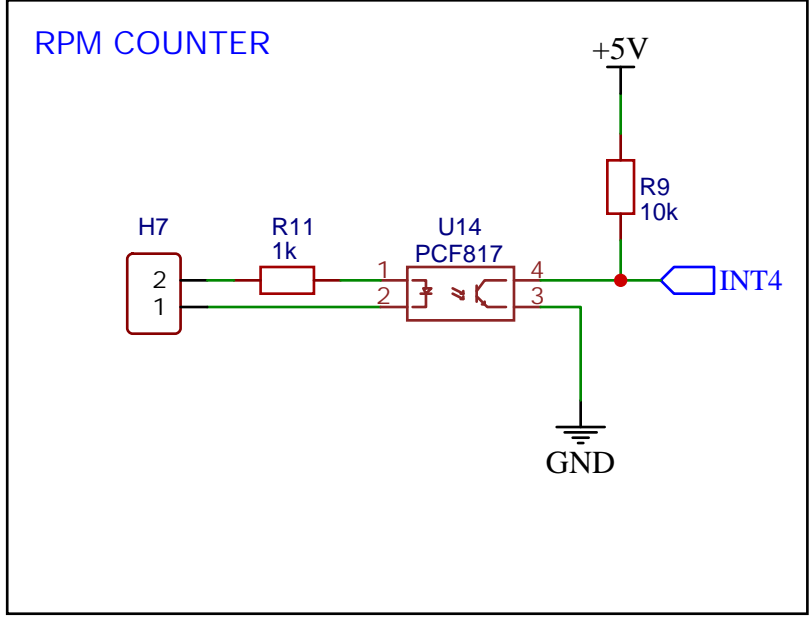 RPM COUNTER
+5V
R9
10k
H7
R11
1k
U14
PCF817
2
1
1
2
4
3
INT4
GND